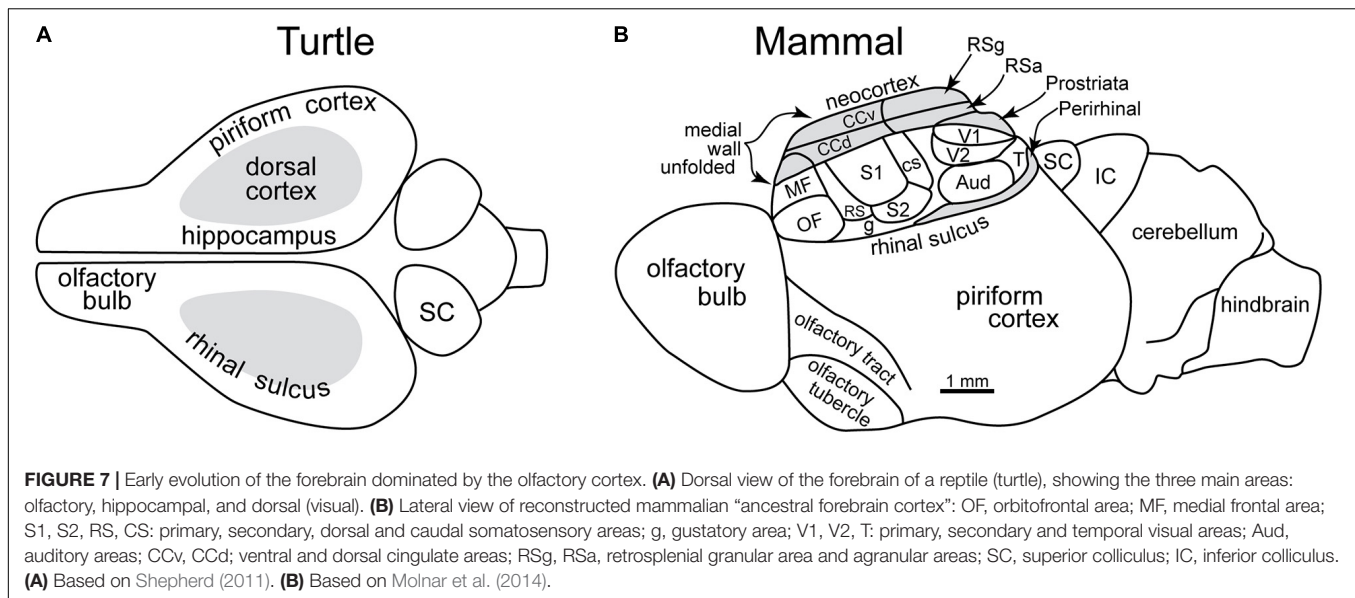 A
Turtle
piriform cortex
dorsal
cortex
hippocampus
olfactory
bulb
rhinal sulcus
SC
B
Mammal
RSg
RSa
Prostriata
Perirhinal
neocortex
medial
wall
unfolded
CCv
CCd
MF
OF
S1
cs
RS
S2
g
V1
V2
T
Aud
rhinal sulcus
SC
IC
cerebellum
hindbrain
olfactory
bulb
piriform
cortex
olfactory tract
olfactory
tubercle
1 mm
FIGURE 7 | Early evolution of the forebrain dominated by the olfactory cortex. (A) Dorsal view of the forebrain of a reptile (turtle), showing the three main areas:
olfactory, hippocampal, and dorsal (visual). (B) Lateral view of reconstructed mammalian “ancestral forebrain cortex”: OF, orbitofrontal area; MF, medial frontal area;
S1, S2, RS, CS: primary, secondary, dorsal and caudal somatosensory areas; g, gustatory area; V1, V2, T: primary, secondary and temporal visual areas; Aud,
auditory areas; CCv, CCd; ventral and dorsal cingulate areas; RSg, RSa, retrosplenial granular area and agranular areas; SC, superior colliculus; IC, inferior colliculus.
(A) Based on Shepherd (2011). (B) Based on Molnar et al. (2014).